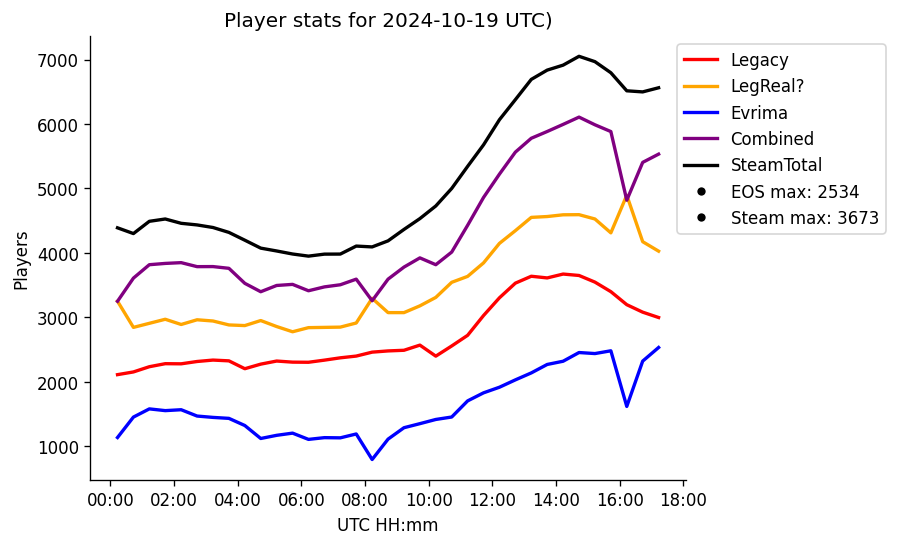 Player stats for 2024-10-19 UTC)
Players
7000
6000
5000
4000
3000
2000
1000
00:00 02:00 04:00 06:00 08:00 10:00 12:00 14:00 16:00 18:00
UTC HH:mm
Legacy
LegReal?
Evrima
Combined
SteamTotal
EOS max: 2534
Steam max: 3673